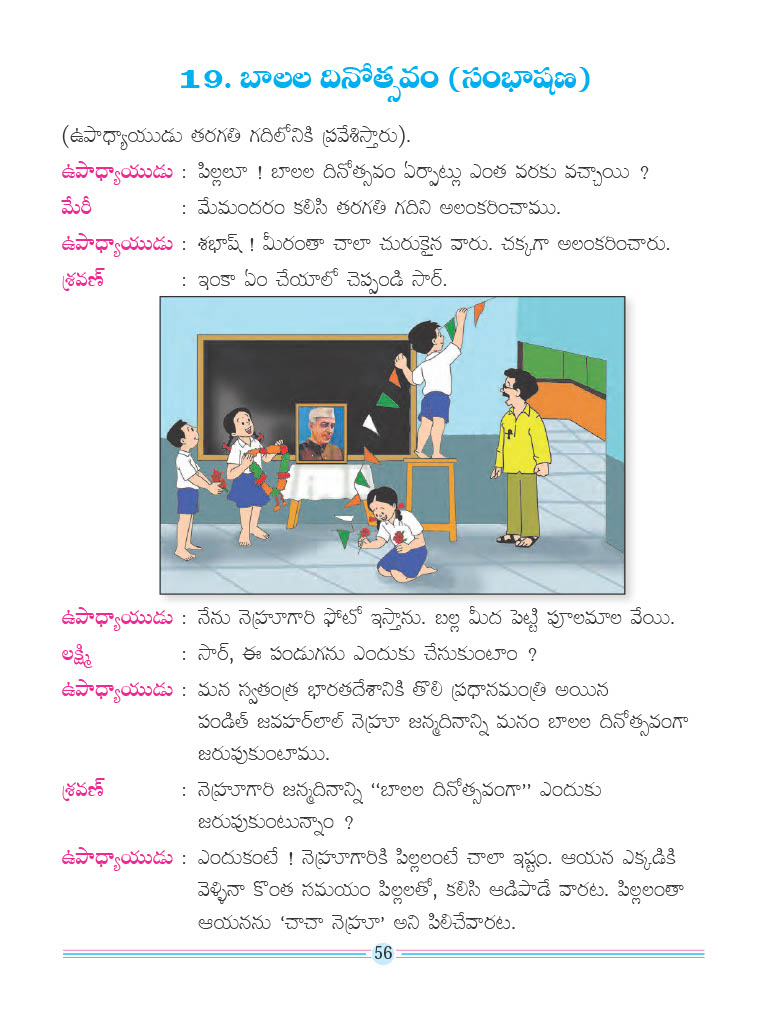 19. బాలల దినోత్సవం (సంభాషణ)
(ఉపాధ్యాయుడు తరగతి గదిలోనికి ప్రవేశిస్తారు).
ఉపాధ్యాయుడు : పిల్లలూ ! బాలల దినోత్సవం ఏర్పాట్లు ఎంత వరకు వచ్చాయి ?
మేరీ : మేమందరం కలిసి తరగతి గదిని అలంకరించాము.
ఉపాధ్యాయుడు : శభాష్ ! మీరంతా చాలా చురుకైన వారు. చక్కగా అలంకరించారు.
శ్రవణ్ : ఇంకా ఏం చేయాలో చెప్పండి సార్.
ఉపాధ్యాయుడు : నేను నెహ్రూగారి ఫోటో ఇస్తాను. బల్ల మీద పెట్టి పూలమాల వేయి.
లక్ష్మి : సార్, ఈ పండుగను ఎందుకు చేసుకుంటాం ?
ఉపాధ్యాయుడు : మన స్వతంత్ర భారతదేశానికి తొలి ప్రధానమంత్రి అయిన
పండిత్ జవహర్‌లాల్ నెహ్రూ జన్మదినాన్ని మనం బాలల దినోత్సవంగా
జరుపుకుంటాము.
శ్రవణ్ : నెహ్రూగారి జన్మదినాన్ని “బాలల దినోత్సవంగా” ఎందుకు
జరుపుకుంటున్నాం ?
ఉపాధ్యాయుడు : ఎందుకంటే ! నెహ్రూగారికి పిల్లలంటే చాలా ఇష్టం. ఆయన ఎక్కడికి
వెళ్ళినా కొంత సమయం పిల్లలతో, కలిసి ఆడిపాడే వారట. పిల్లలంతా
ఆయనను ‘చాచా నెహ్రూ’ అని పిలిచేవారట.
56